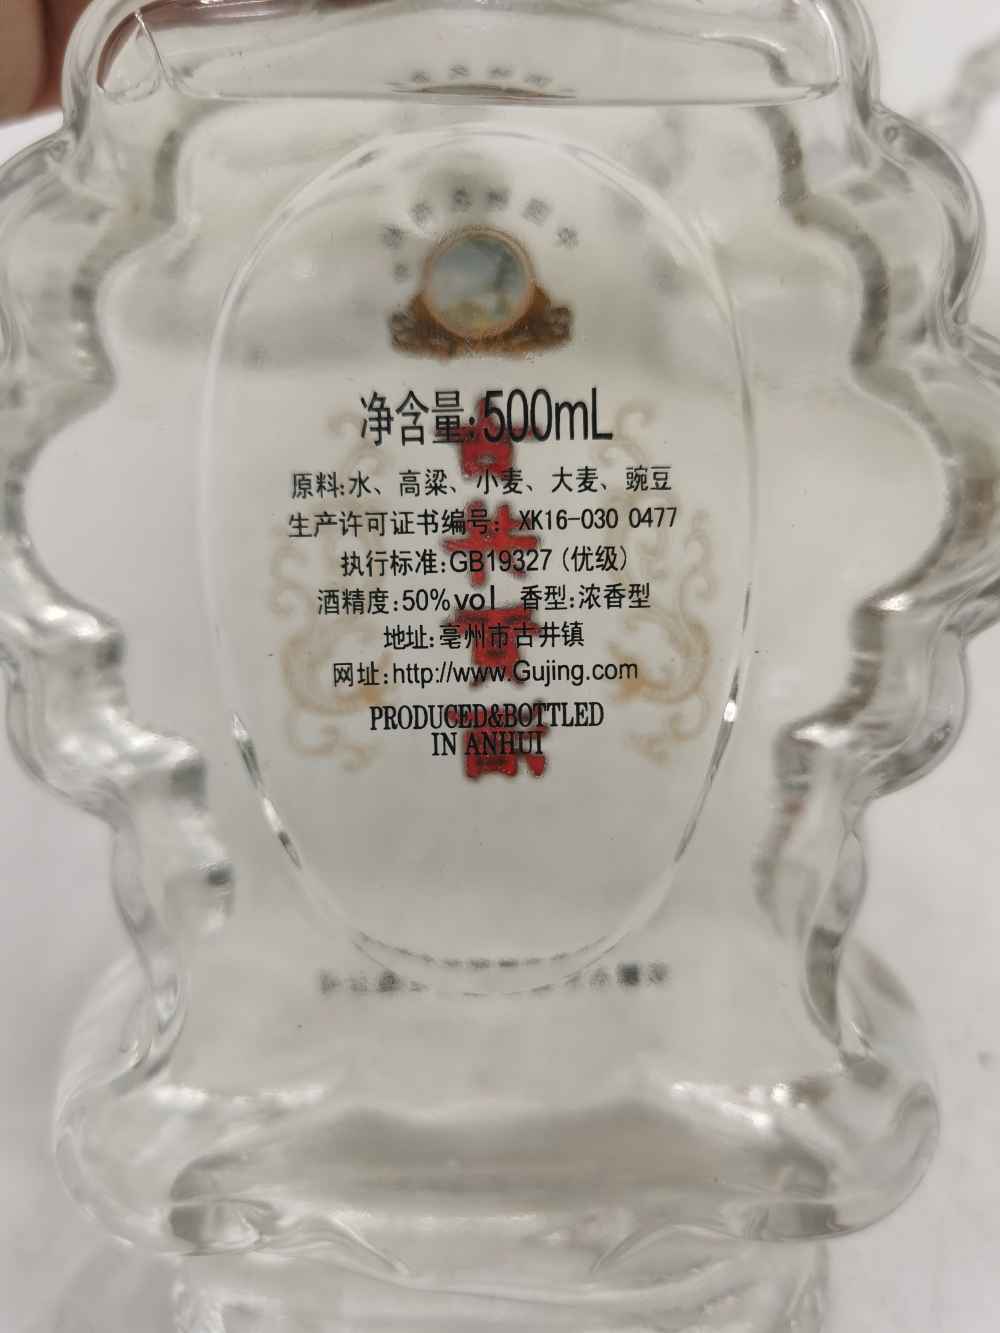 净含量:500mL
原料:水、高粱、小麦、大麦、豌豆
生产许可证书编号: XK16-030 0477
执行标准:GB19327 (优级)
酒精度:50%vol 香型:浓香型
地址:亳州市古井镇
网址:http://www.Gujing.com
PRODUCED&BOTTLED
IN ANHUI